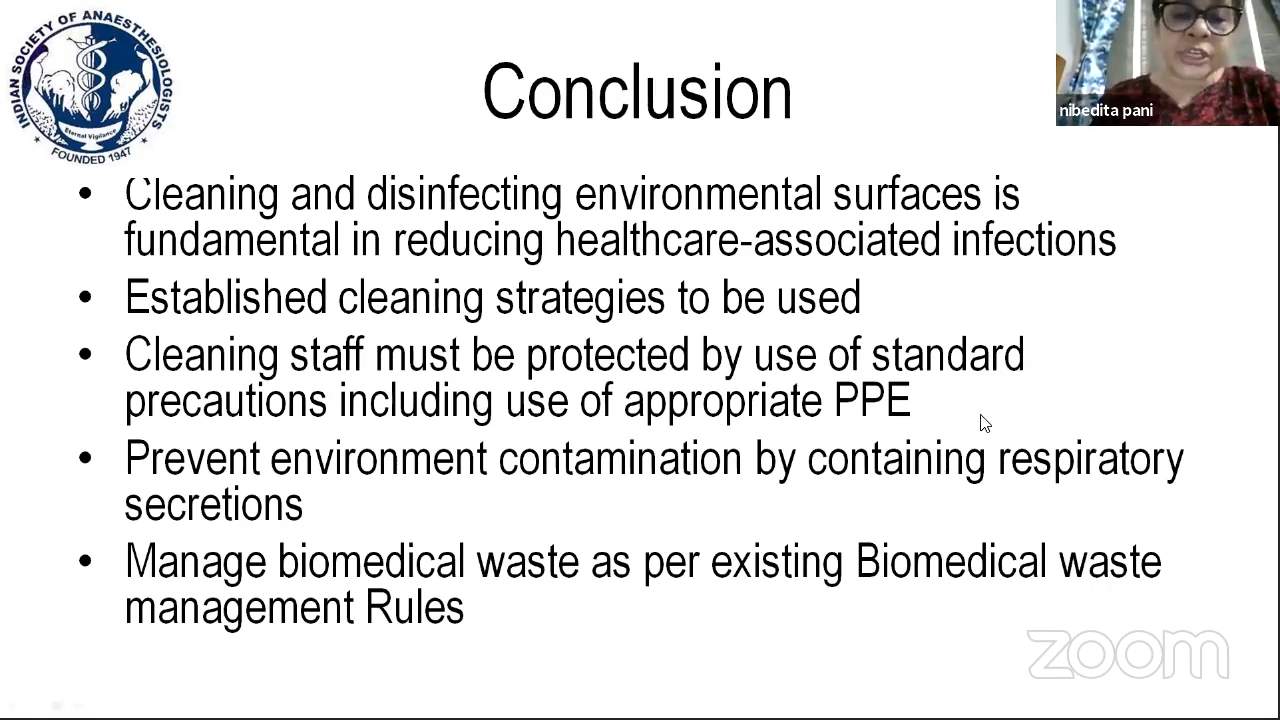 INDIAN SOCIETY OF ANAESTHESIOLOGISTS
Eternal Vigilance
FOUNDED 1947
Conclusion
nibedita pani
• Cleaning and disinfecting environmental surfaces is
fundamental in reducing healthcare-associated infections
• Established cleaning strategies to be used
• Cleaning staff must be protected by use of standard
precautions including use of appropriate PPE
• Prevent environment contamination by containing respiratory
secretions
• Manage biomedical waste as per existing Biomedical waste
management Rules
zoom